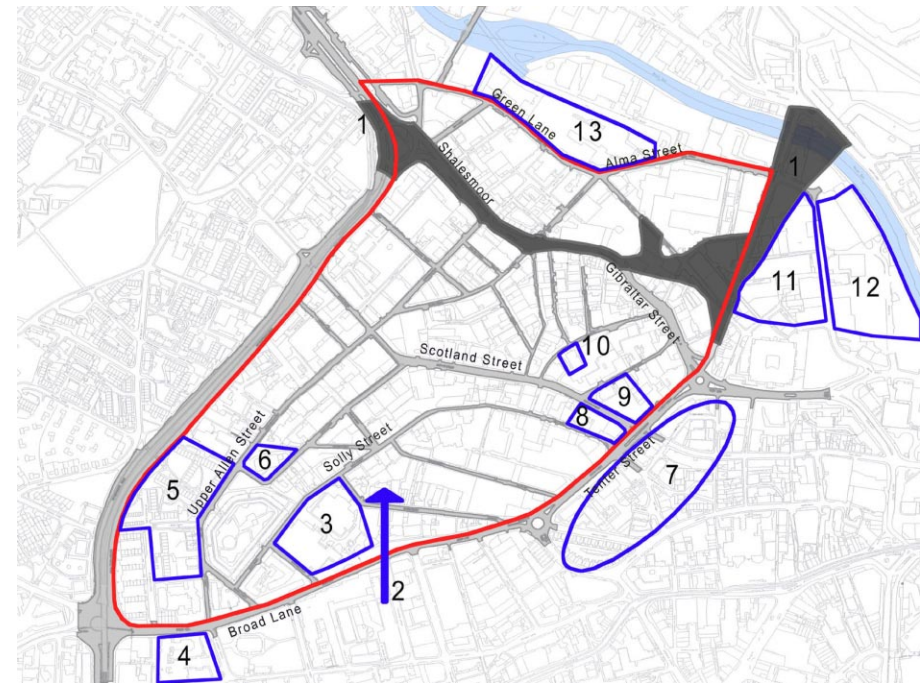 Green Lane
13
1
Alma Street
1
Shalesmoor
11
12
Gibraltar Street
10
Scotland Street
9
8
Upper Allen Street
6
Solly Street
Tenter Street
7
5
3
2
Broad Lane
4